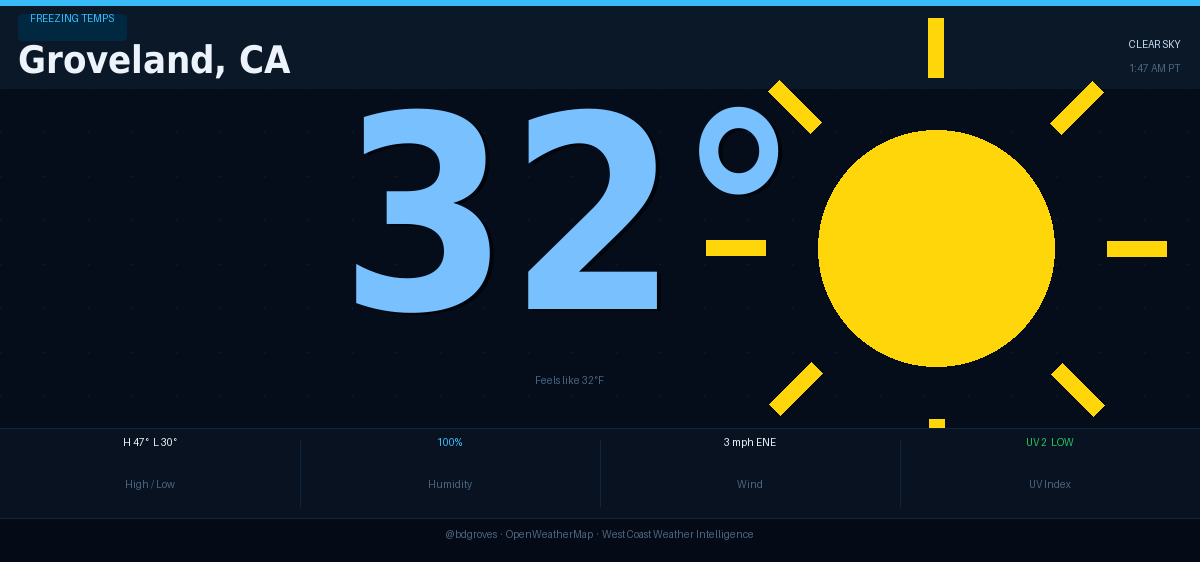 FREEZING TEMPS
Groveland, CA
CLEAR SKY
1:47 AM PT
32°
Feels like 32°F
H 47° L 30°
High / Low
100%
Humidity
3 mph ENE
Wind
UV 2 LOW
UV Index
@bdgroves · OpenWeatherMap · West Coast Weather Intelligence